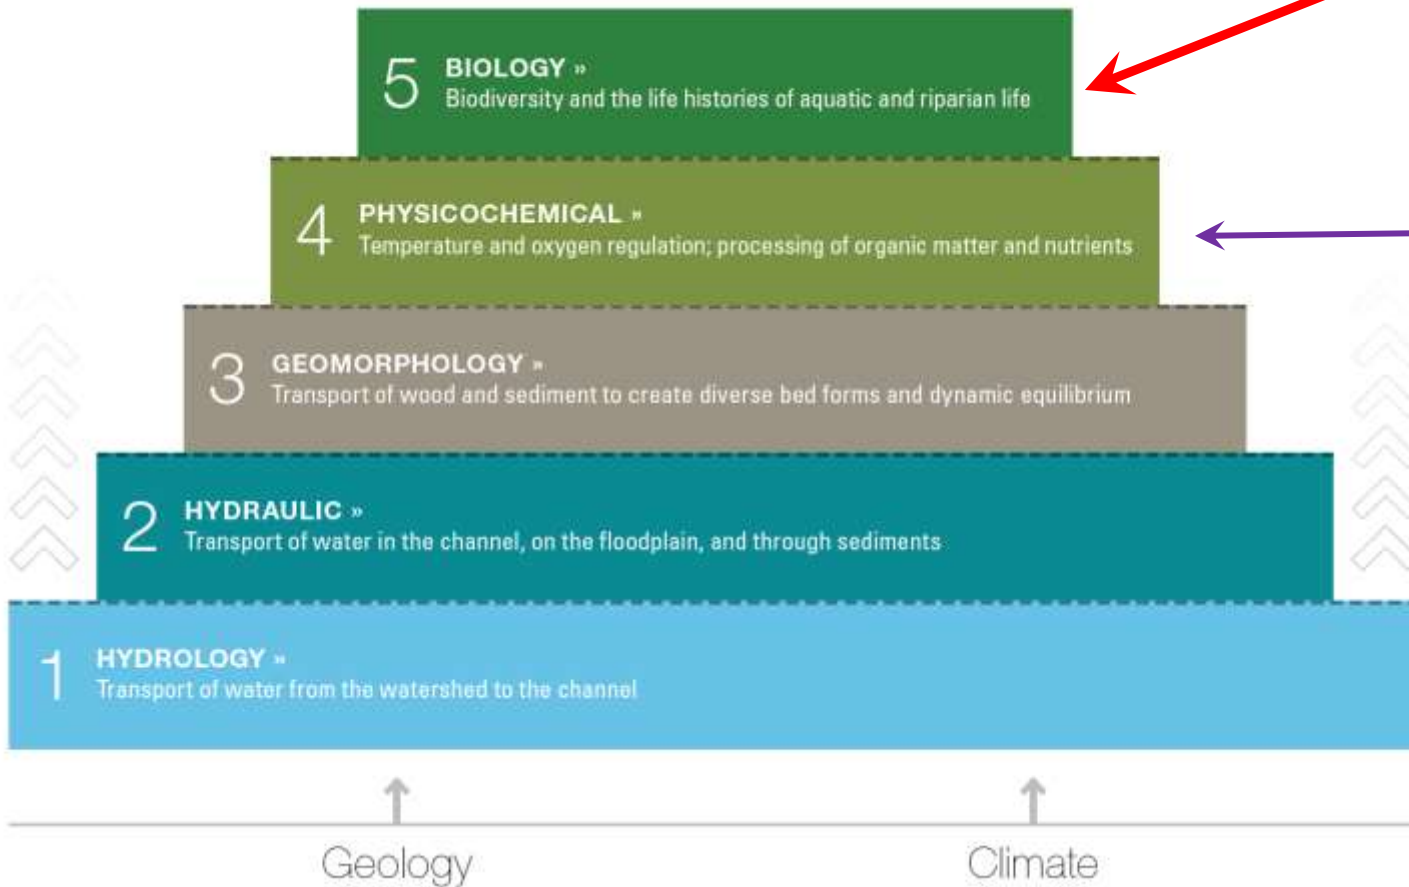 5 BIOLOGY »
Biodiversity and the life histories of aquatic and riparian life
4 PHYSICOCHEMICAL »
Temperature and oxygen regulation; processing of organic matter and nutrients
3 GEOMORPHOLOGY »
Transport of wood and sediment to create diverse bed forms and dynamic equilibrium
2 HYDRAULIC »
Transport of water in the channel, on the floodplain, and through sediments
1 HYDROLOGY »
Transport of water from the watershed to the channel
Geology Climate